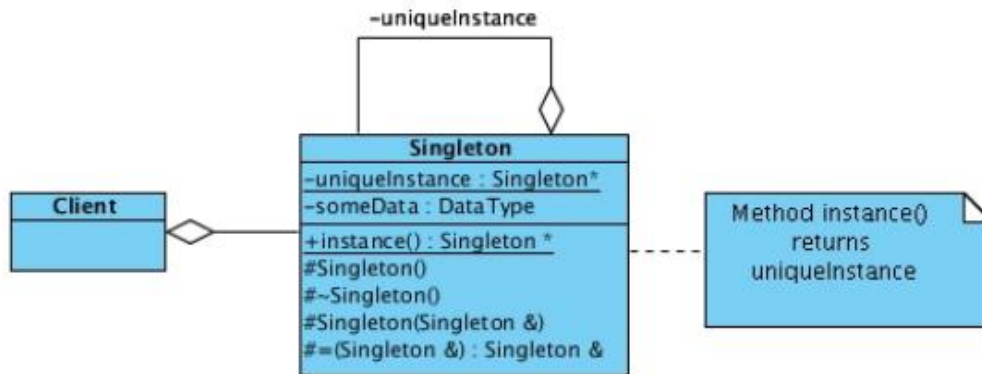 -uniqueInstance
Singleton
-uniqueInstance : Singleton*
-someData : DataType
+instance() : Singleton *
#Singleton()
#~Singleton()
#Singleton(Singleton &)
#=(Singleton &) : Singleton &
Client
Method instance()
returns
uniqueInstance